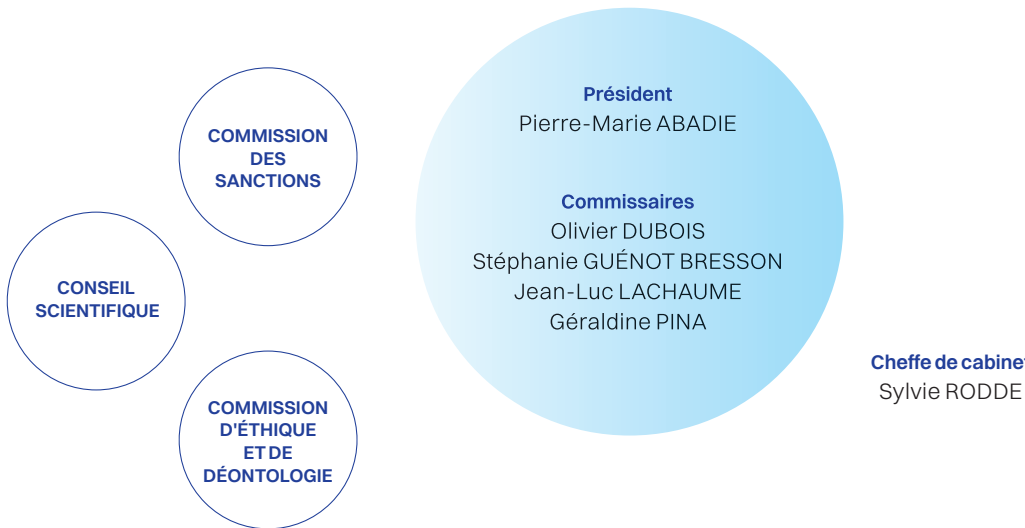 COMMISSION
DES
SANCTIONS
CONSEIL
SCIENTIFIQUE
COMMISSION
D'ÉTHIQUE
ET DE
DÉONTOLOGIE
Président
Pierre-Marie ABADIE
Commissaires
Olivier DUBOIS
Stéphanie GUÉNOT BRESSON
Jean-Luc LACHAUME
Géraldine PINA
Cheffe de cabinet
Sylvie RODDE